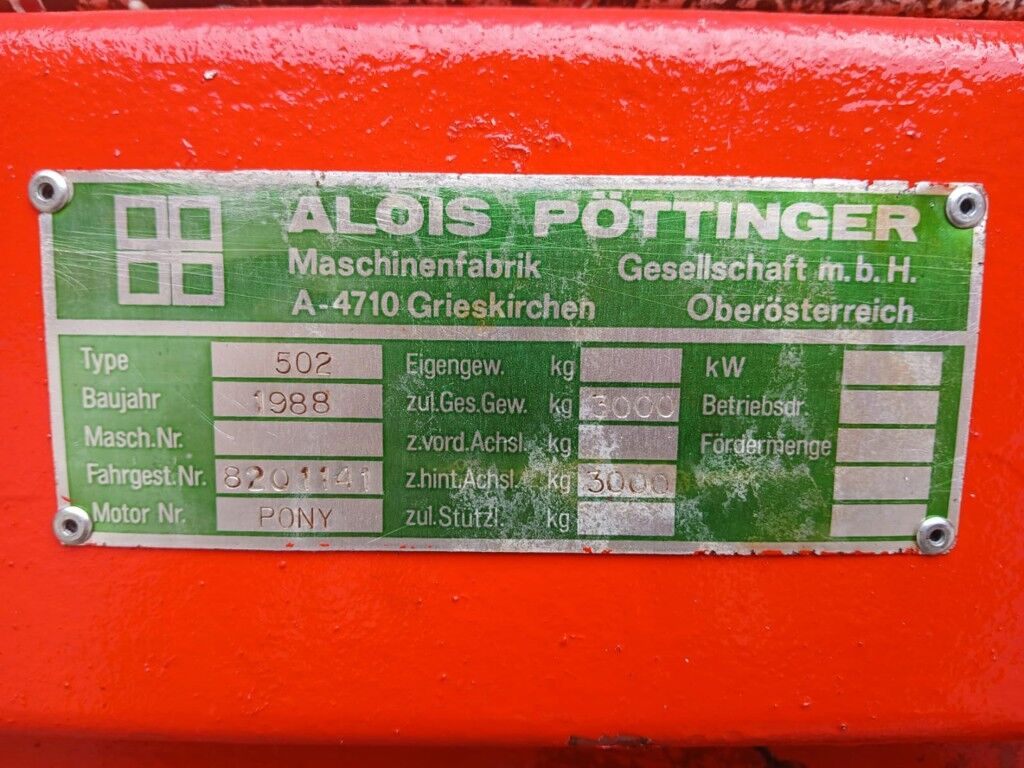 ALOIS PÖTTINGER
Maschinenfabrik Gesellschaft m.b.H.
A-4710 Grieskirchen Oberösterreich
Type 502 Eigengew. kg kW
Baujahr 1988 zul.Ges.Gew. kg 3000 Betriebsdr.
Masch.Nr. z.vord.Achsl. kg Fördermenge
Fahrgest.Nr. 8201141 z.hint.Achsl. kg 3000
Motor Nr. PONY zul.Stützl. kg